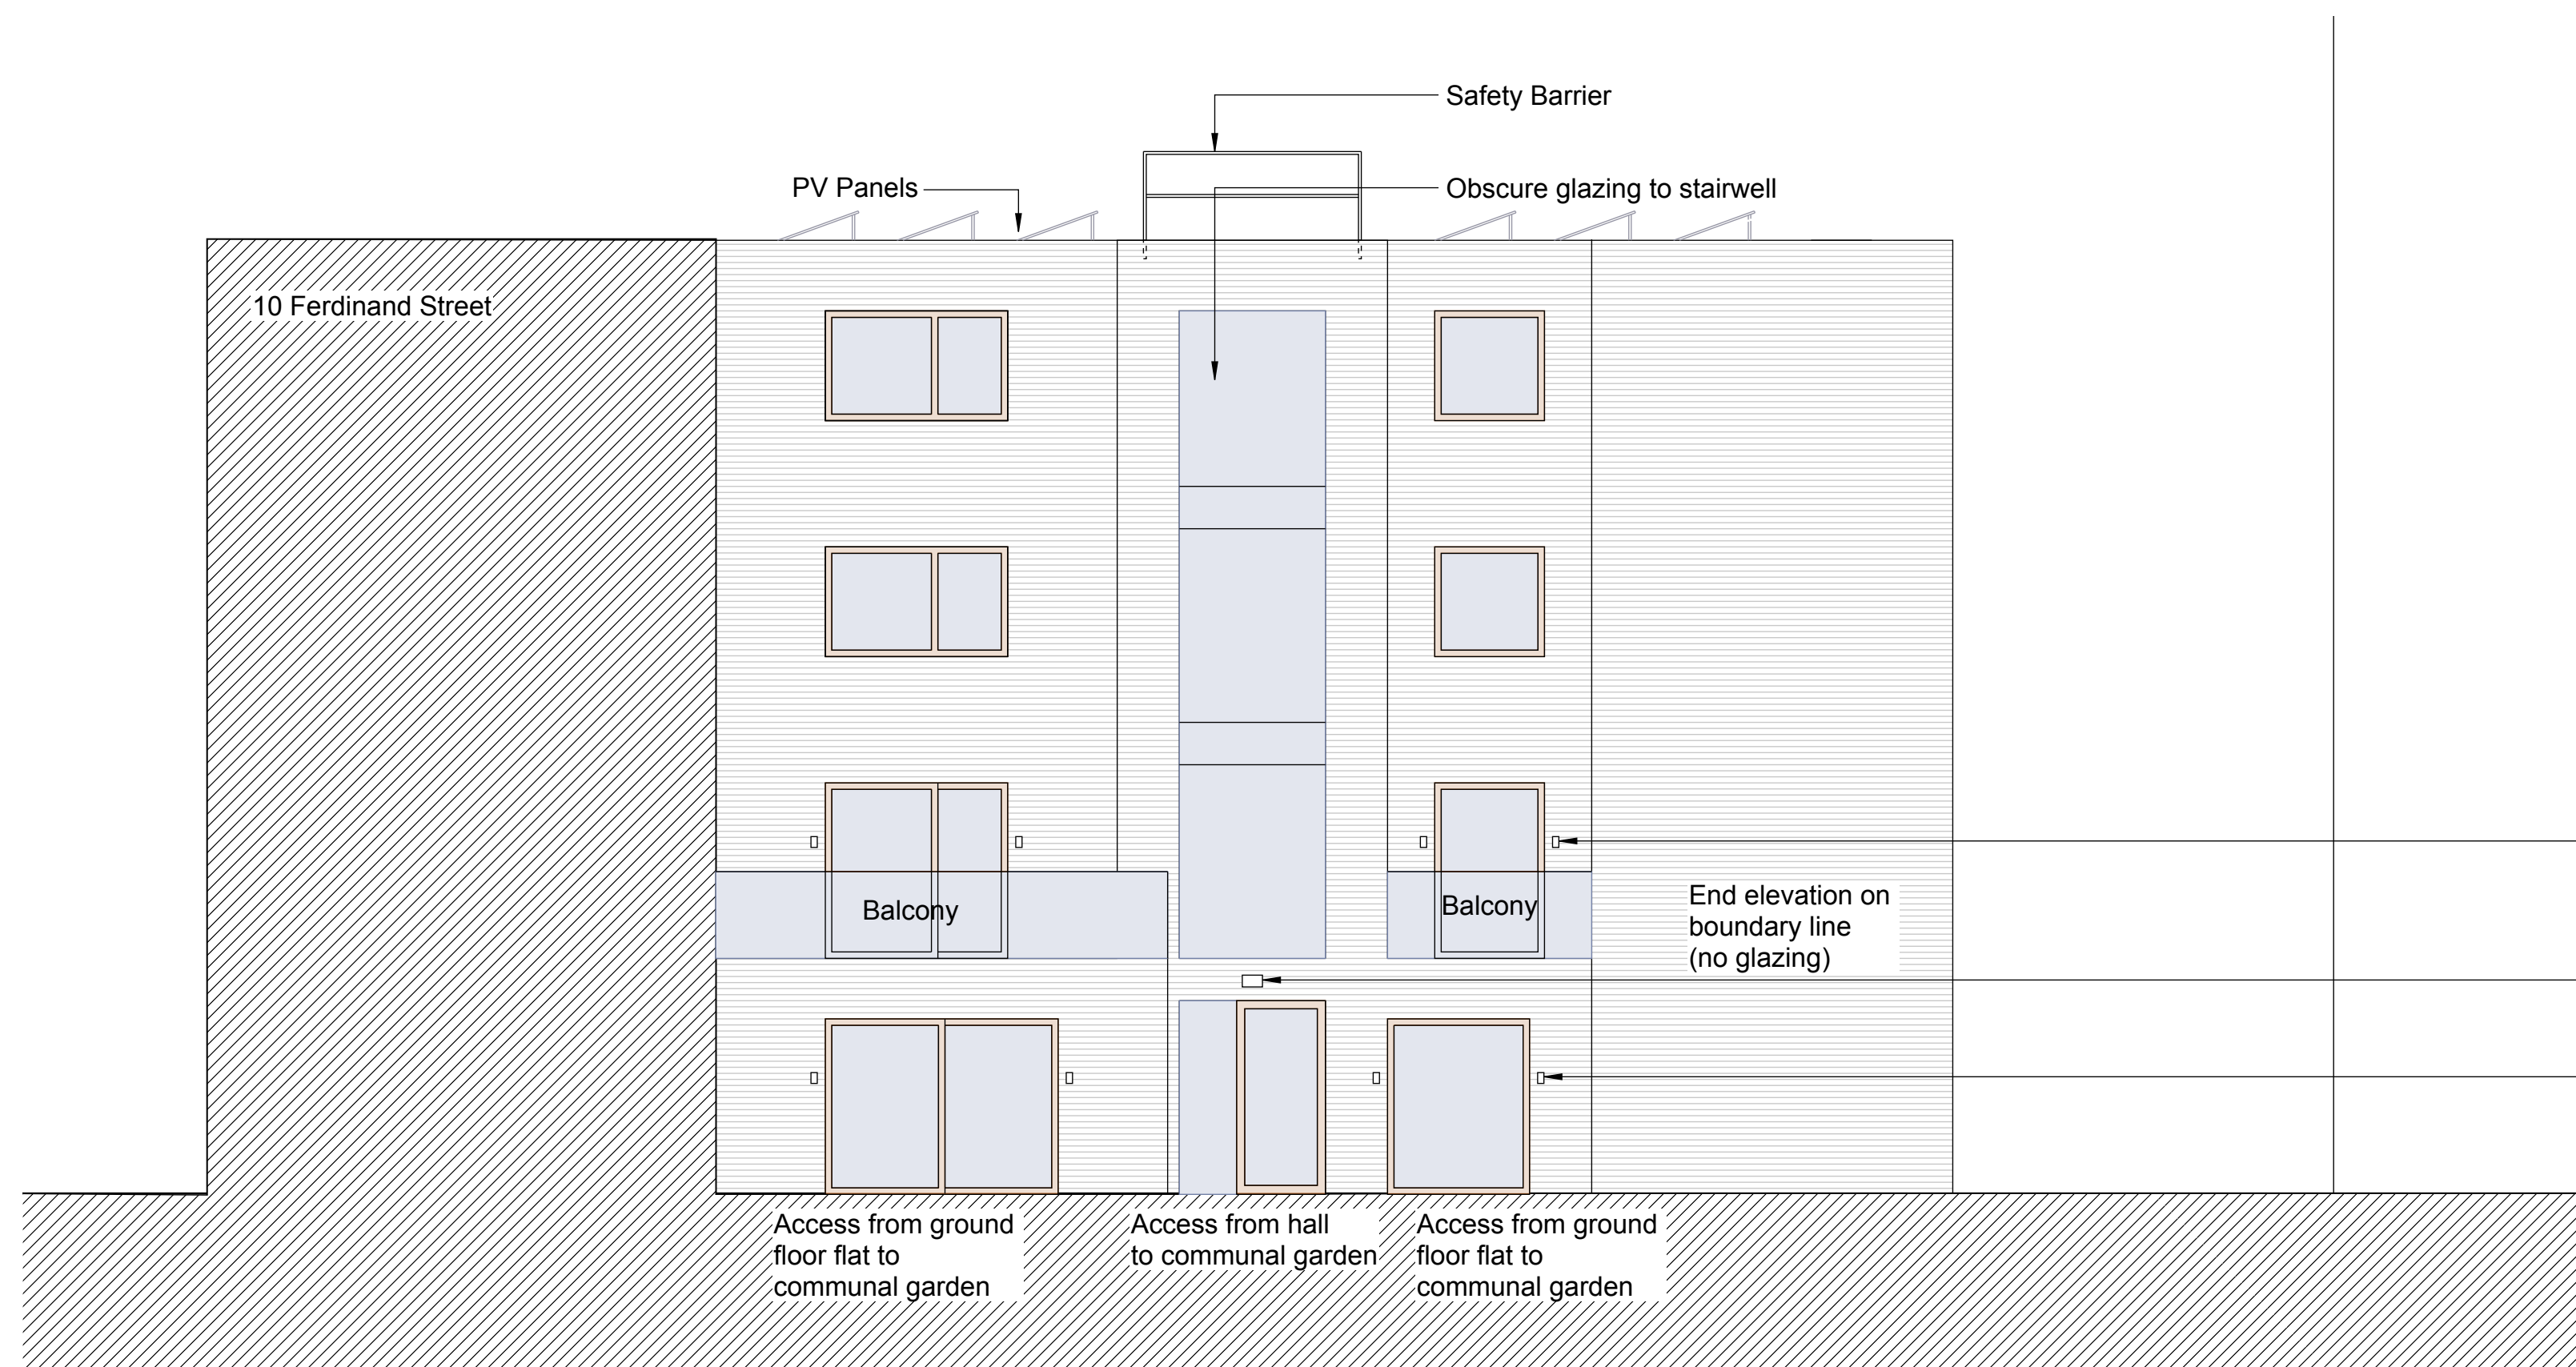 Safety Barrier
PV Panels
Obscure glazing to stairwell
10 Ferdinand Street
Balcony
Balcony
End elevation on
boundary line
(no glazing)
Access from ground
floor flat to
communal garden
Access from hall
to communal garden
Access from ground
floor flat to
communal garden